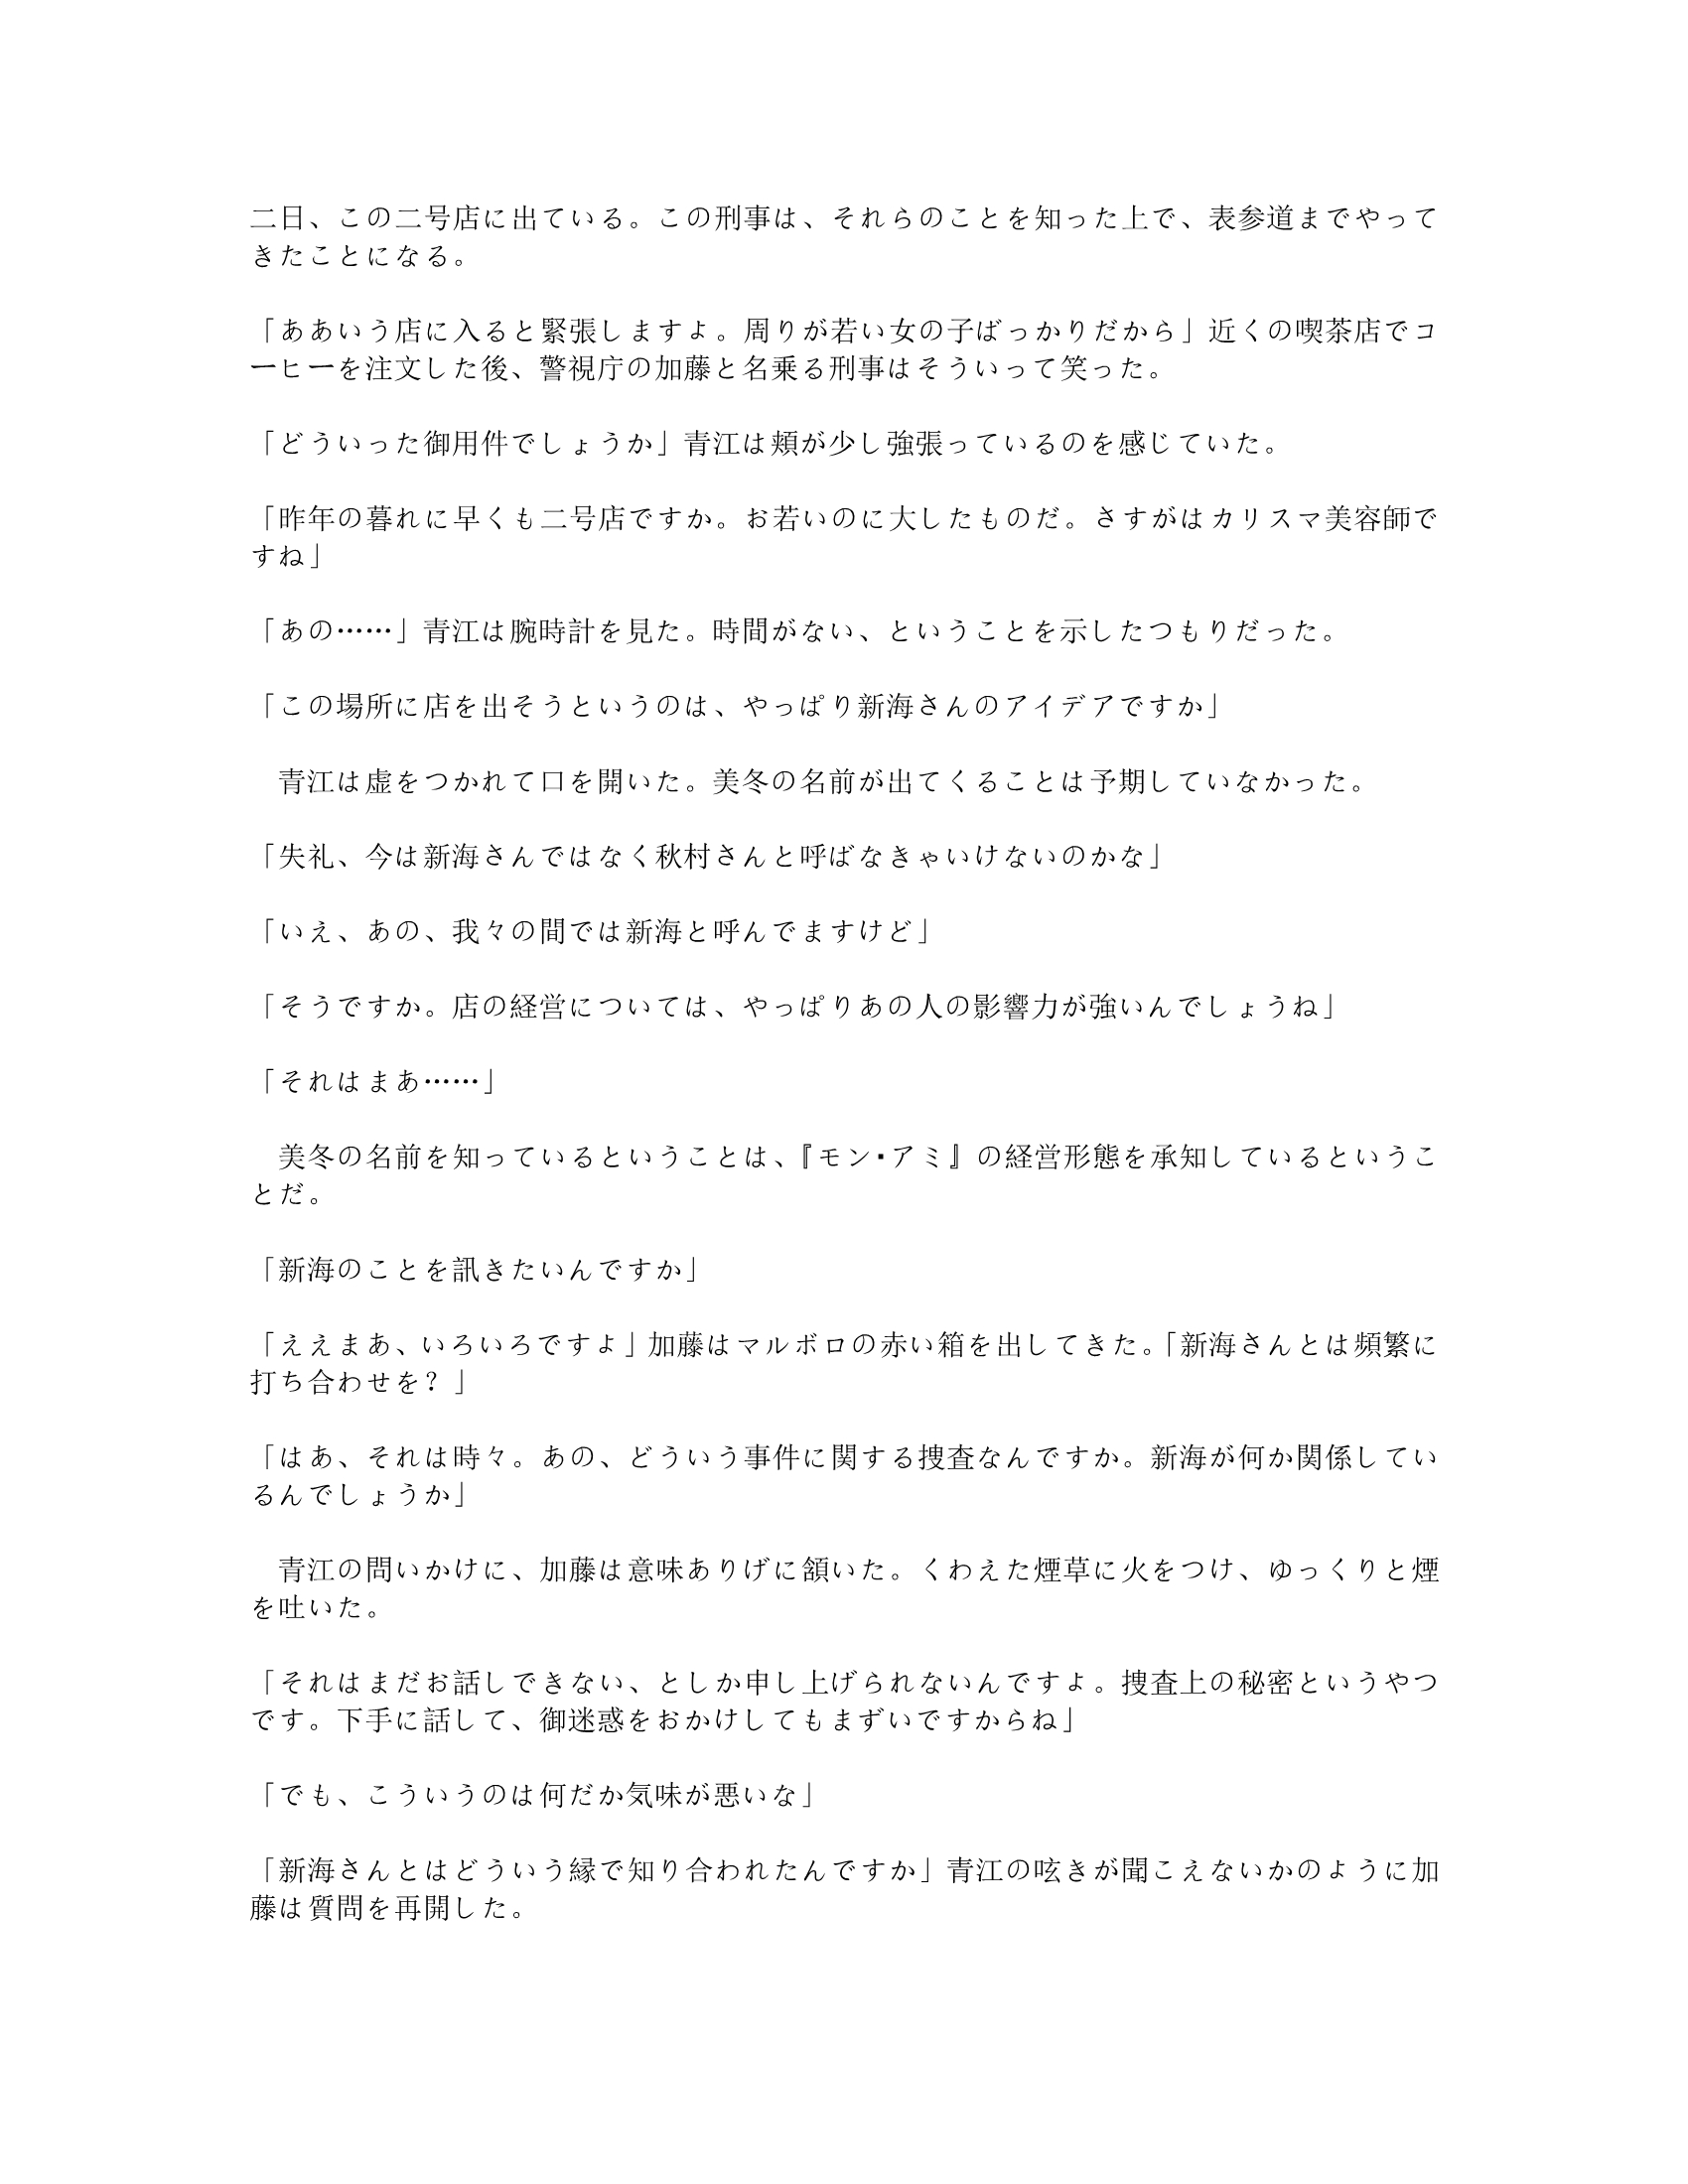 二日、この二号店に出ている。この刑事は、それらのことを知った上で、表参道までやって
きたことになる。
「ああいう店に入ると緊張しますよ。周りが若い女の子ばっかりだから」近くの喫茶店でコ
ーヒーを注文した後、警視庁の加藤と名乗る刑事はそういって笑った。
「どういった御用件でしょうか」青江は頬が少し強張っているのを感じていた。
「昨年の暮れに早くも二号店ですか。お若いのに大したものだ。さすがはカリスマ美容師で
すね」
「あの……」青江は腕時計を見た。時間がない、ということを示したつもりだった。
「この場所に店を出そうというのは、やっぱり新海さんのアイデアですか」
　青江は虚をつかれて口を開いた。美冬の名前が出てくることは予期していなかった。
「失礼、今は新海さんではなく秋村さんと呼ばなきゃいけないのかな」
「いえ、あの、我々の間では新海と呼んでますけど」
「そうですか。店の経営については、やっぱりあの人の影響力が強いんでしょうね」
「それはまあ……」
　美冬の名前を知っているということは、『モン・アミ』の経営形態を承知しているというこ
とだ。
「新海のことを訊きたいんですか」
「ええまあ、いろいろですよ」加藤はマルボロの赤い箱を出してきた。「新海さんとは頻繁に
打ち合わせを？」
「はあ、それは時々。あの、どういう事件に関する捜査なんですか。新海が何か関係してい
るんでしょうか」
　青江の問いかけに、加藤は意味ありげに頷いた。くわえた煙草に火をつけ、ゆっくりと煙
を吐いた。
「それはまだお話しできない、としか申し上げられないんですよ。捜査上の秘密というやつ
です。下手に話して、御迷惑をおかけしてもまずいですからね」
「でも、こういうのは何だか気味が悪いな」
「新海さんとはどういう縁で知り合われたんですか」青江の呟きが聞こえないかのように加
藤は質問を再開した。